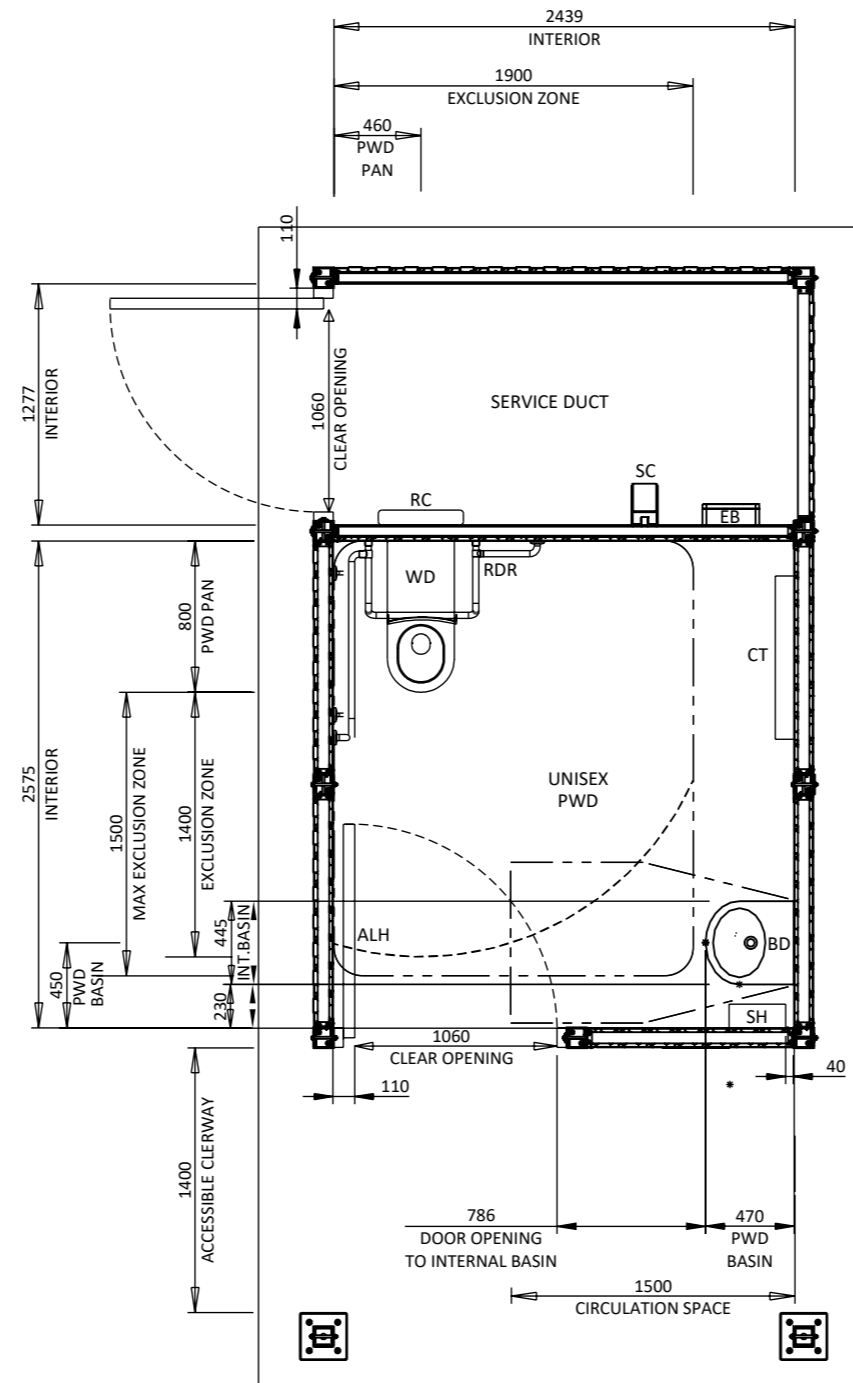 2439
INTERIOR
1900
EXCLUSION ZONE
460
PWD
PAN
110
1277
INTERIOR
1060
CLEAR OPENING
SERVICE DUCT
RC
SC
EB
WD
RDR
CT
800
PWD PAN
2575
INTERIOR
1500
MAX EXCLUSION ZONE
1400
EXCLUSION ZONE
UNISEX
PWD
445
INT.BASIN
450
PWD
BASIN
230
ALH
BD
SH
1060
CLEAR OPENING
110
40
1400
ACCESSIBLE CLERWAY
786
DOOR OPENING
TO INTERNAL BASIN
470
PWD
BASIN
1500
CIRCULATION SPACE